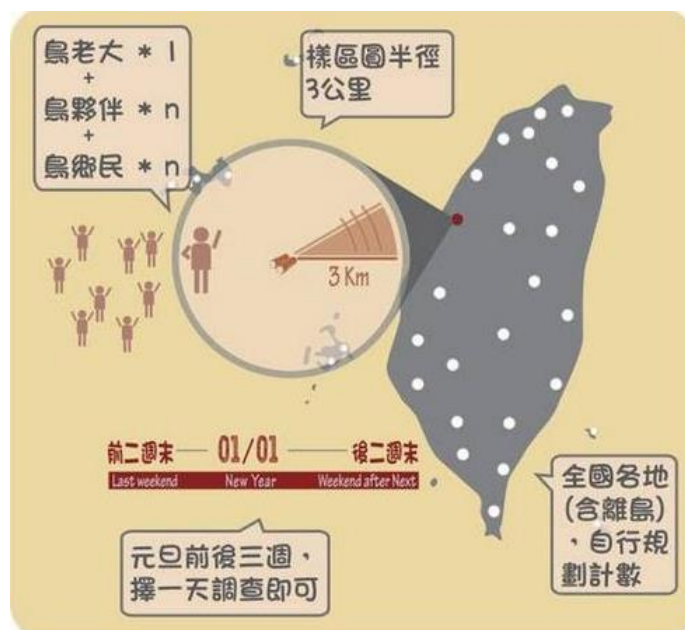 鳥老大 * 1
+
鳥夥伴 * n
+
鳥鄉民 * n
樣區圓半徑
3公里
3 Km
前二週末 01/01 後二週末
Last weekend New Year Weekend after Next
元旦前後三週，
擇一天調查即可
全國各地
(含離島)
，自行規
劃計數